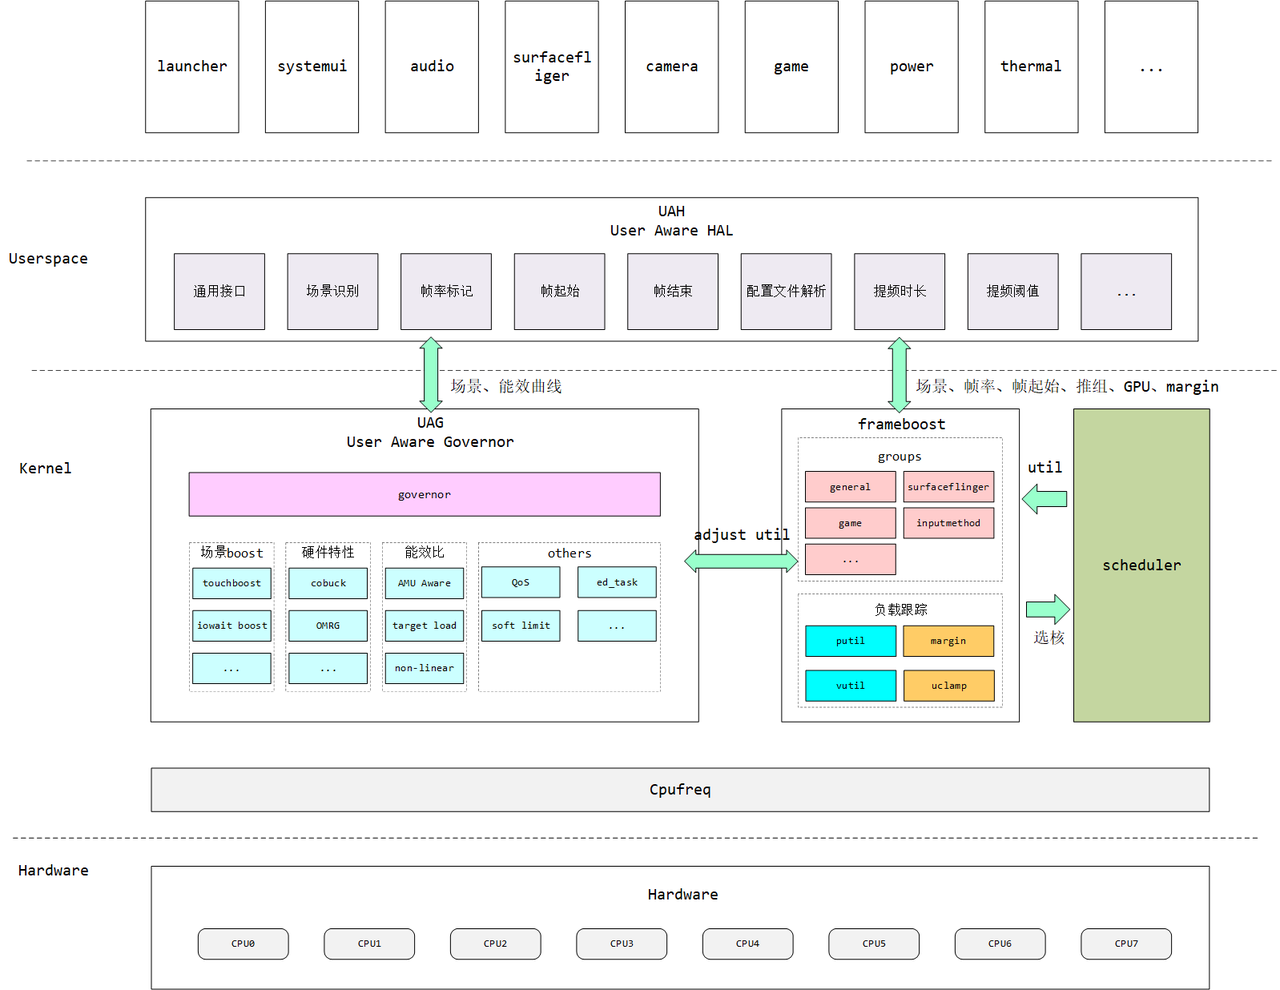 launcher
systemui
audio
surfacefl
iger
camera
game
power
thermal
...
Userspace
UAH
User Aware HAL
通用接口
场景识别
帧率标记
帧起始
帧结束
配置文件解析
提频时长
提频阈值
...
场景、能效曲线
场景、帧率、帧起始、推组、GPU、margin
Kernel
UAG
User Aware Governor
governor
场景boost
touchboost
iowait boost
...
硬件特性
cobuck
OMRG
...
能效比
AMU Aware
target load
non-linear
others
QoS
ed_task
soft limit
...
adjust util
frameboost
groups
general
surfaceflinger
game
inputmethod
...
负载跟踪
putil
margin
vutil
uclamp
util
选核
scheduler
Cpufreq
Hardware
Hardware
CPU0
CPU1
CPU2
CPU3
CPU4
CPU5
CPU6
CPU7